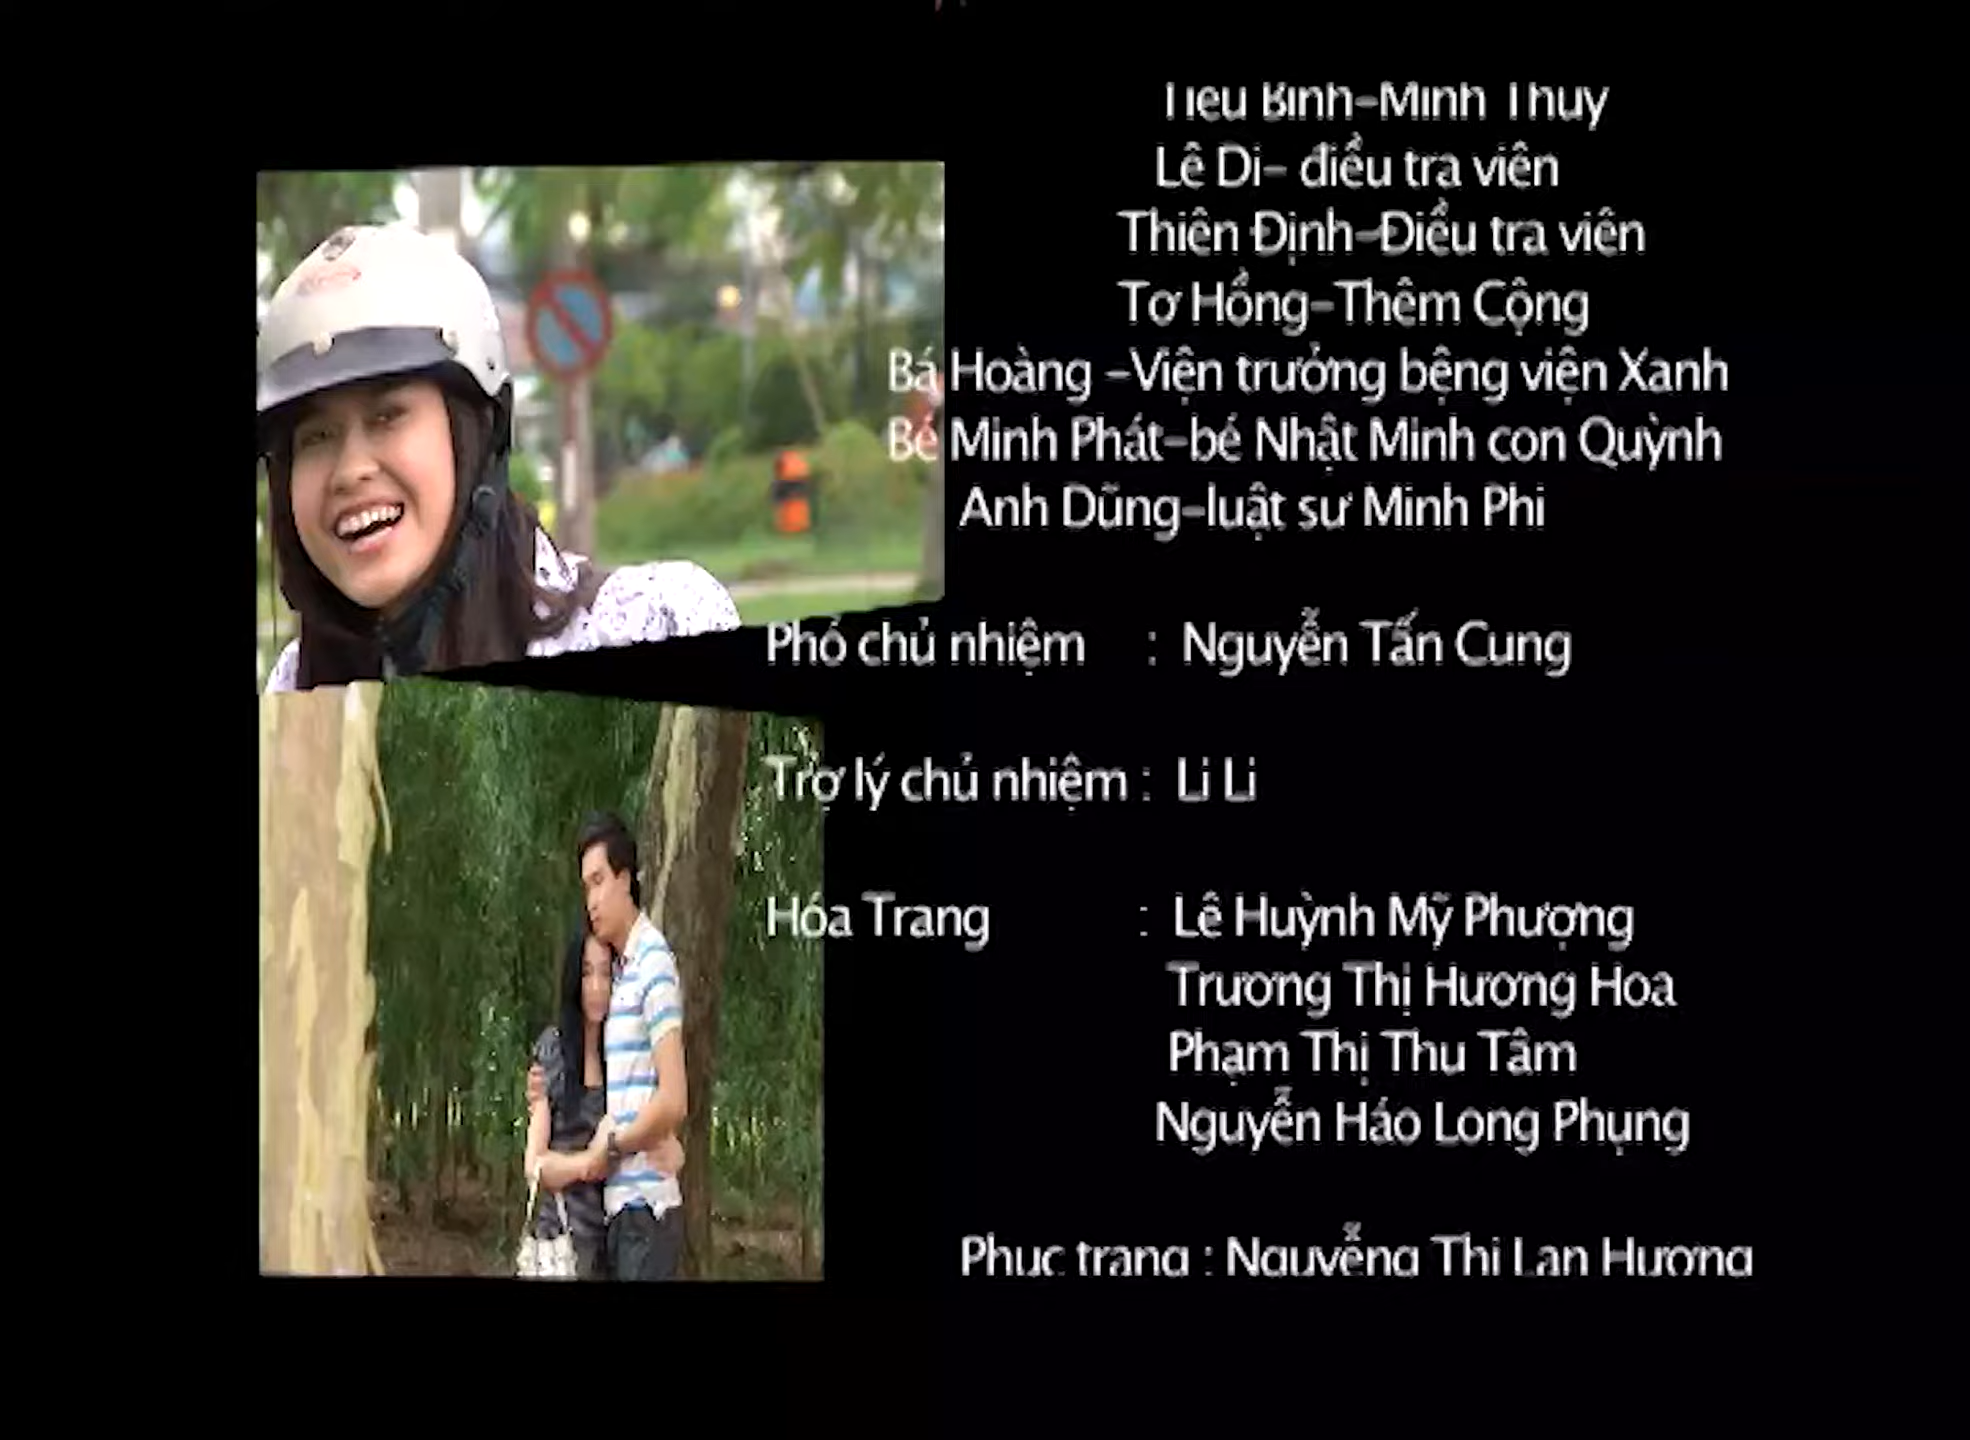 Bình-Minh
Lê Di- điều tra viên
Thiên Định-Điều tra viên
Tơ Hồng-Thêm Cộng
Bá Hoàng -Viện trưởng bệng viện Xanh
Bé Minh Phát-bé Nhật Minh con Quỳnh
Anh Dũng-luật sư Minh Phi
Phó chủ nhiệm : Nguyễn Tấn Cung
Trợ lý chủ nhiệm : Li Li
Hóa Trang : Lê Huỳnh Mỹ Phượng
Trương Thị Hương Hoa
Phạm Thị Thu Tâm
Nguyễn Háo Long Phụng
Phục trang : Nguyễng Thị Lan Hương